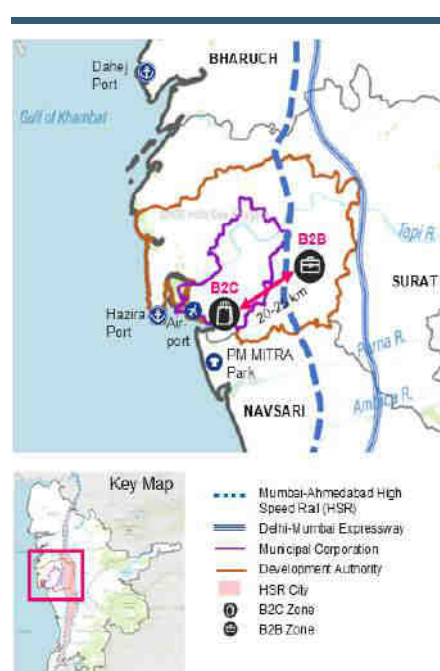 BHARUCH
Dahej
Port
Gulf of Khambat
Tapi R.
B2B
B2C
SURAT
20-25 km
Hazira
Port
Air-
port
Purna R.
PM MITRA
Park
Ambica R.
NAVSARI
Key Map
Mumbai-Ahmedabad High
Speed Rail (HSR)
Delhi-Mumbai Expressway
Municipal Corporation
Development Authority
HSR City
B2C Zone
B2B Zone